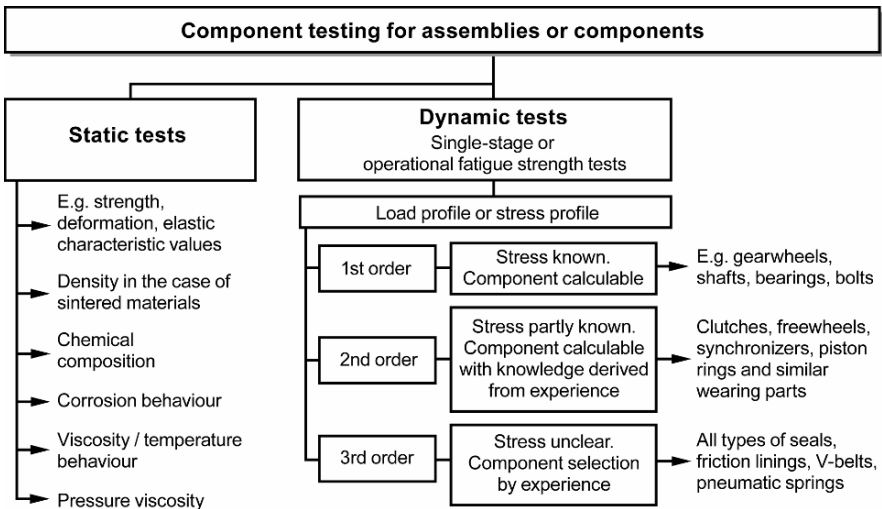 Component testing for assemblies or components
Static tests
E.g. strength,
deformation, elastic
characteristic values
Density in the case of
sintered materials
Chemical
composition
Corrosion behaviour
Viscosity / temperature
behaviour
Pressure viscosity
Dynamic tests
Single-stage or
operational fatigue strength tests
Load profile or stress profile
1st order
Stress known.
Component calculable
E.g. gearwheels,
shafts, bearings, bolts
2nd order
Stress partly known.
Component calculable
with knowledge derived
from experience
Clutches, freewheels,
synchronizers, piston
rings and similar
wearing parts
3rd order
Stress unclear.
Component selection
by experience
All types of seals,
friction linings, V-belts,
pneumatic springs